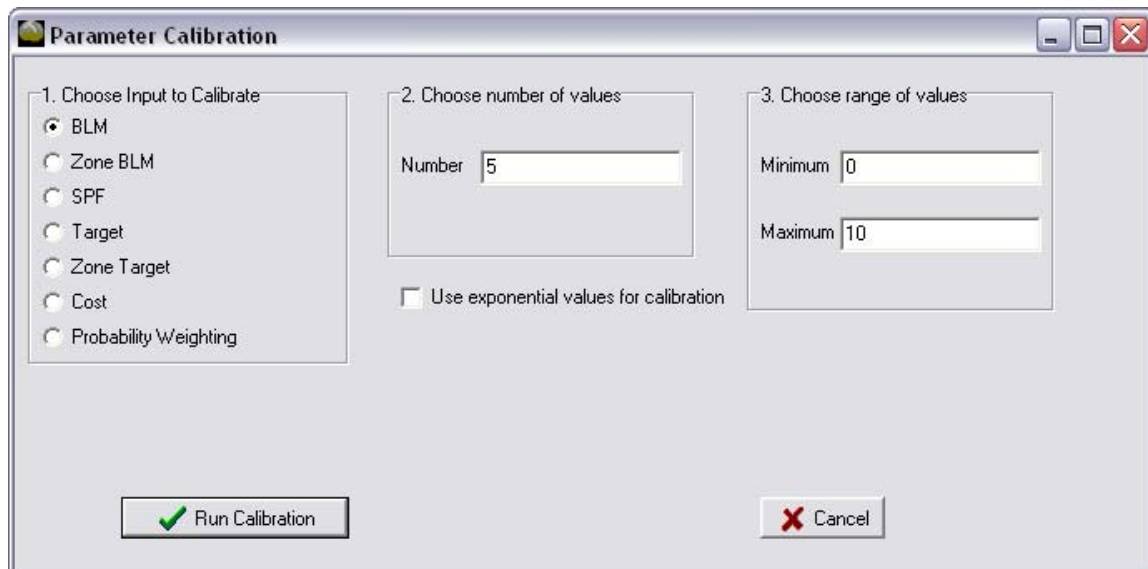 Parameter Calibration
1. Choose Input to Calibrate
BLM
Zone BLM
SPF
Target
Zone Target
Cost
Probability Weighting
2. Choose number of values
Number 5
Use exponential values for calibration
3. Choose range of values
Minimum 0
Maximum 10
Run Calibration
Cancel